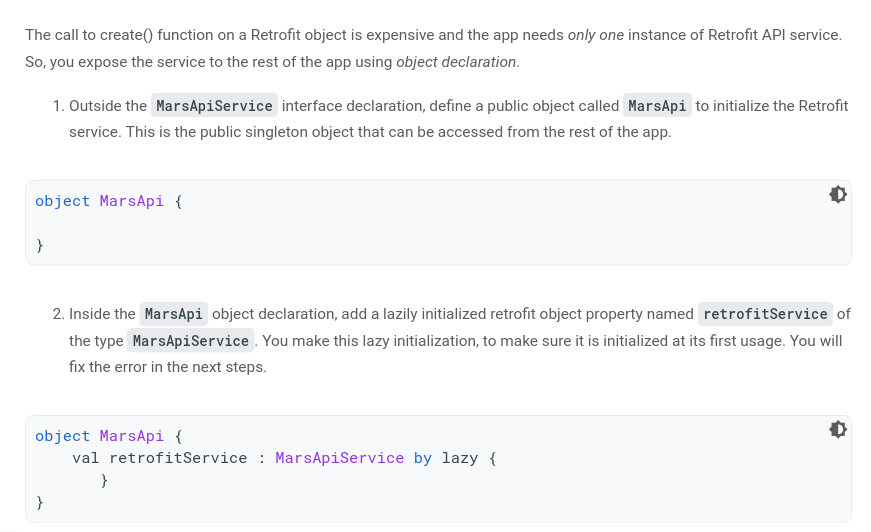 The call to create() function on a Retrofit object is expensive and the app needs only one instance of Retrofit API service.
So, you expose the service to the rest of the app using object declaration.
1. Outside the MarsApiService interface declaration, define a public object called MarsApi to initialize the Retrofit
service. This is the public singleton object that can be accessed from the rest of the app.
object MarsApi {
}
2. Inside the MarsApi object declaration, add a lazily initialized retrofit object property named retrofitService of
the type MarsApiService. You make this lazy initialization, to make sure it is initialized at its first usage. You will
fix the error in the next steps.
object MarsApi {
    val retrofitService : MarsApiService by lazy {
       }
}